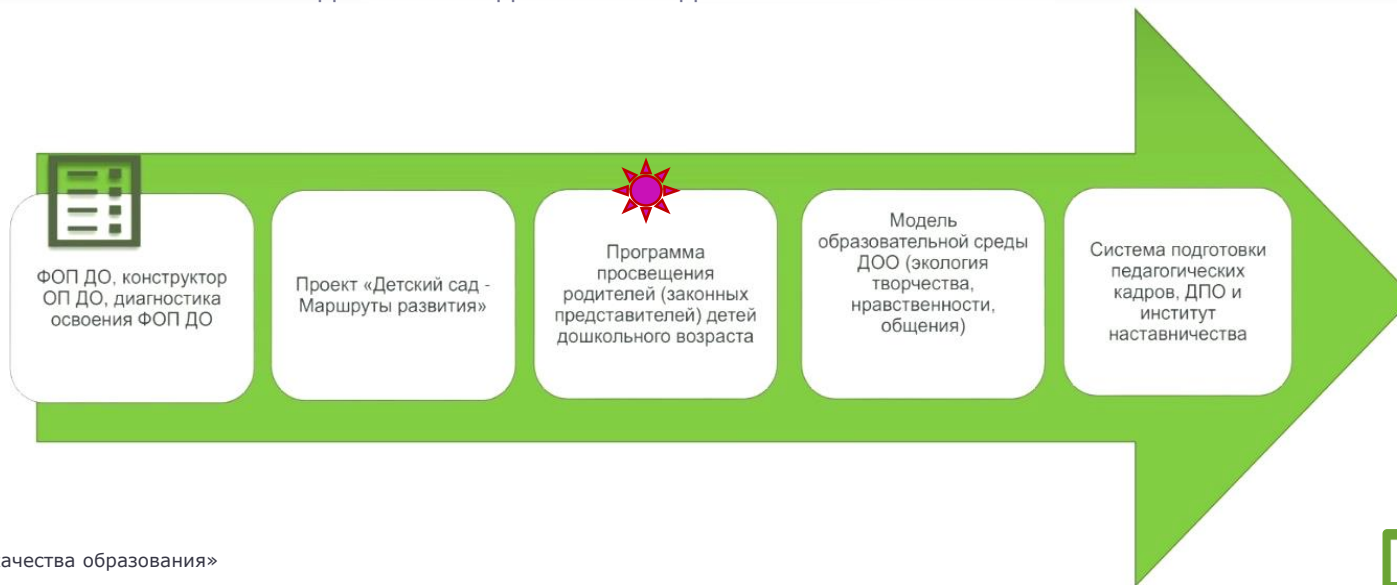 ФОП ДО, конструктор
ОП ДО, диагностика
освоения ФОП ДО
Проект «Детский сад -
Маршруты развития»
Программа
просвещения
родителей (законных
представителей) детей
дошкольного возраста
Модель
образовательной среды
ДОО (экология
творчества,
нравственности,
общения)
Система подготовки
педагогических
кадров, ДПО и
институт
наставничества
ачества образования»